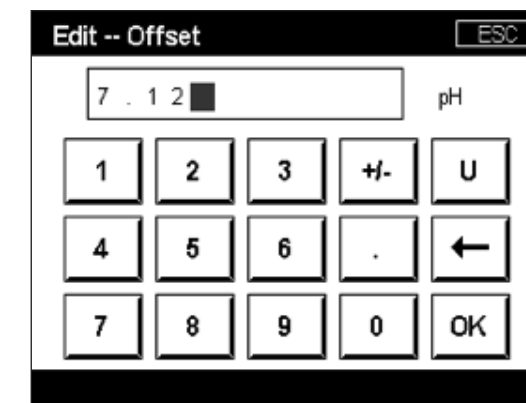 Edit -- Offset ESC
7 . 1 2 pH
1 2 3 +/- U
4 5 6 . ←
7 8 9 0 OK